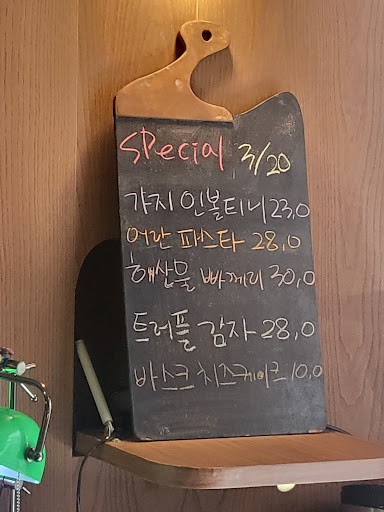 Special 3/20
가지 인볼티니 23,0
어란 파스타 28,0
해산물 빠께리 30,0
트러플 감자 28,0
바스크 치즈케이크 10,0